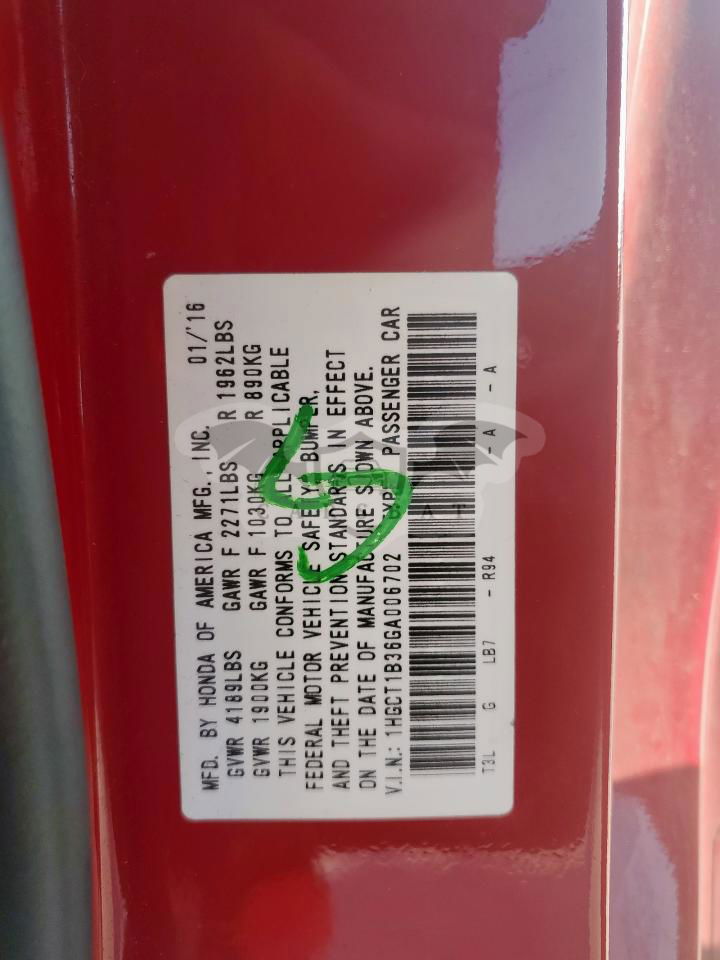 MFD. BY HONDA OF AMERICA MFG., INC. 01/'16
GVWR 4189LBS GAWR F 2271LBS R 1962LBS
GVWR 1900KG GAWR F 1030KG R 890KG
THIS VEHICLE CONFORMS TO ALL APPLICABLE
FEDERAL MOTOR VEHICLE SAFETY, BUMPER,
AND THEFT PREVENTION STANDARDS IN EFFECT
ON THE DATE OF MANUFACTURE SHOWN ABOVE.
V.I.N.: 1HGCT1B36GA006702 PASSENGER CAR
T3L G LB7 - R94 - A - A
5